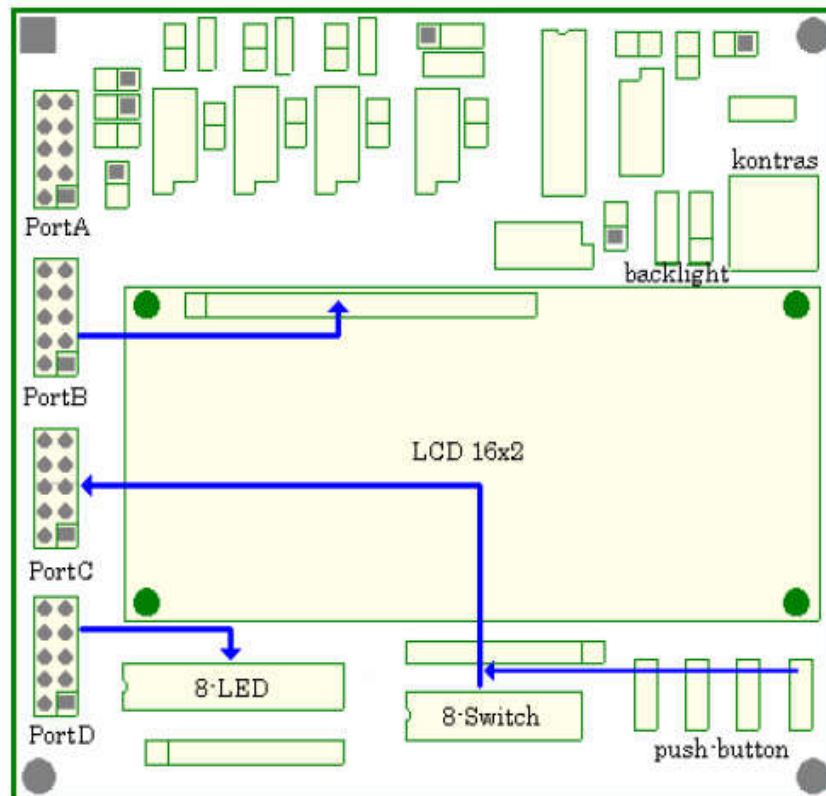 kontras
PortA
backlight
PortB
LCD 16x2
PortC
8-LED
8-Switch
PortD
push-button